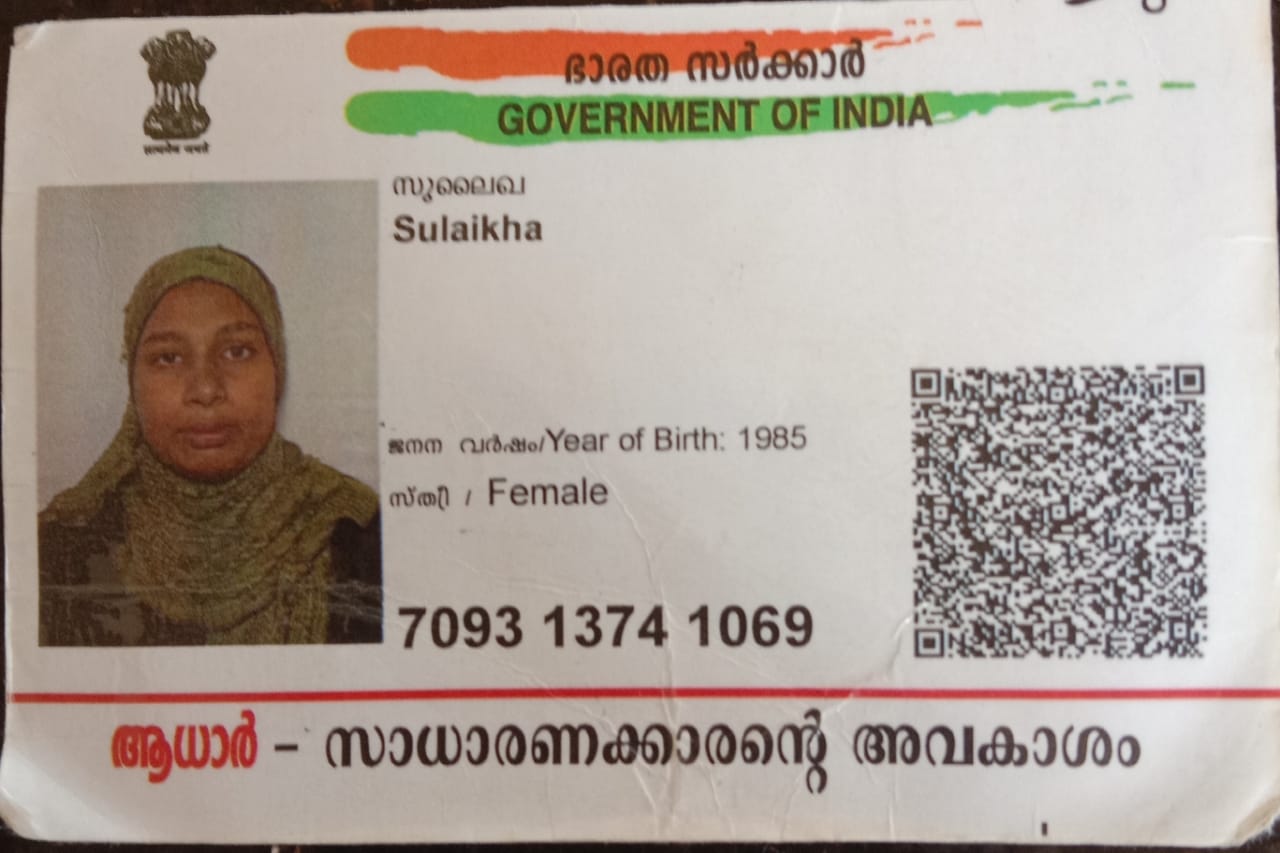 ഭാരത സർക്കാർ
GOVERNMENT OF INDIA
सत्यमेव जयते
സുലൈഖ
Sulaikha
ജനന വർഷം/Year of Birth: 1985
സ്ത്രീ / Female
7093 1374 1069
ആധാർ - സാധാരണക്കാരന്റെ അവകാശം